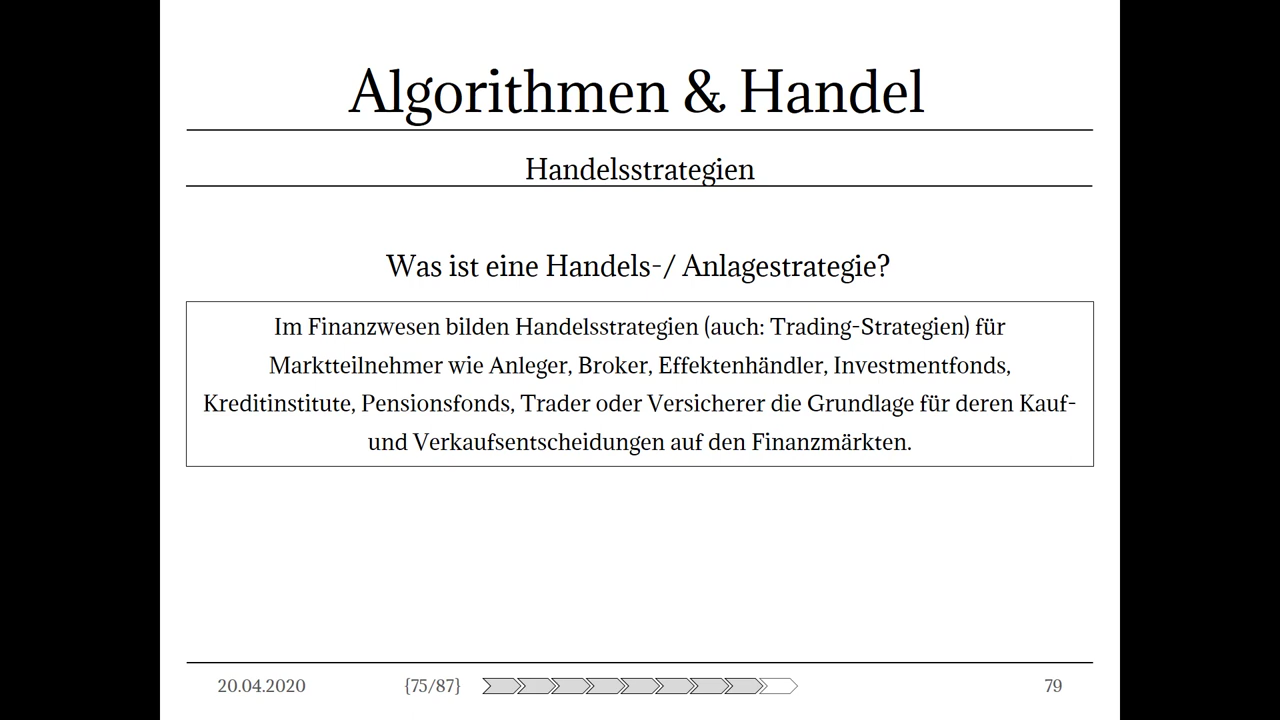 Algorithmen & Handel
Handelsstrategien
Was ist eine Handels-/ Anlagestrategie?
Im Finanzwesen bilden Handelsstrategien (auch: Trading-Strategien) für
Marktteilnehmer wie Anleger, Broker, Effektenhändler, Investmentfonds,
Kreditinstitute, Pensionsfonds, Trader oder Versicherer die Grundlage für deren Kauf-
und Verkaufsentscheidungen auf den Finanzmärkten.
20.04.2020 {75/87} 79